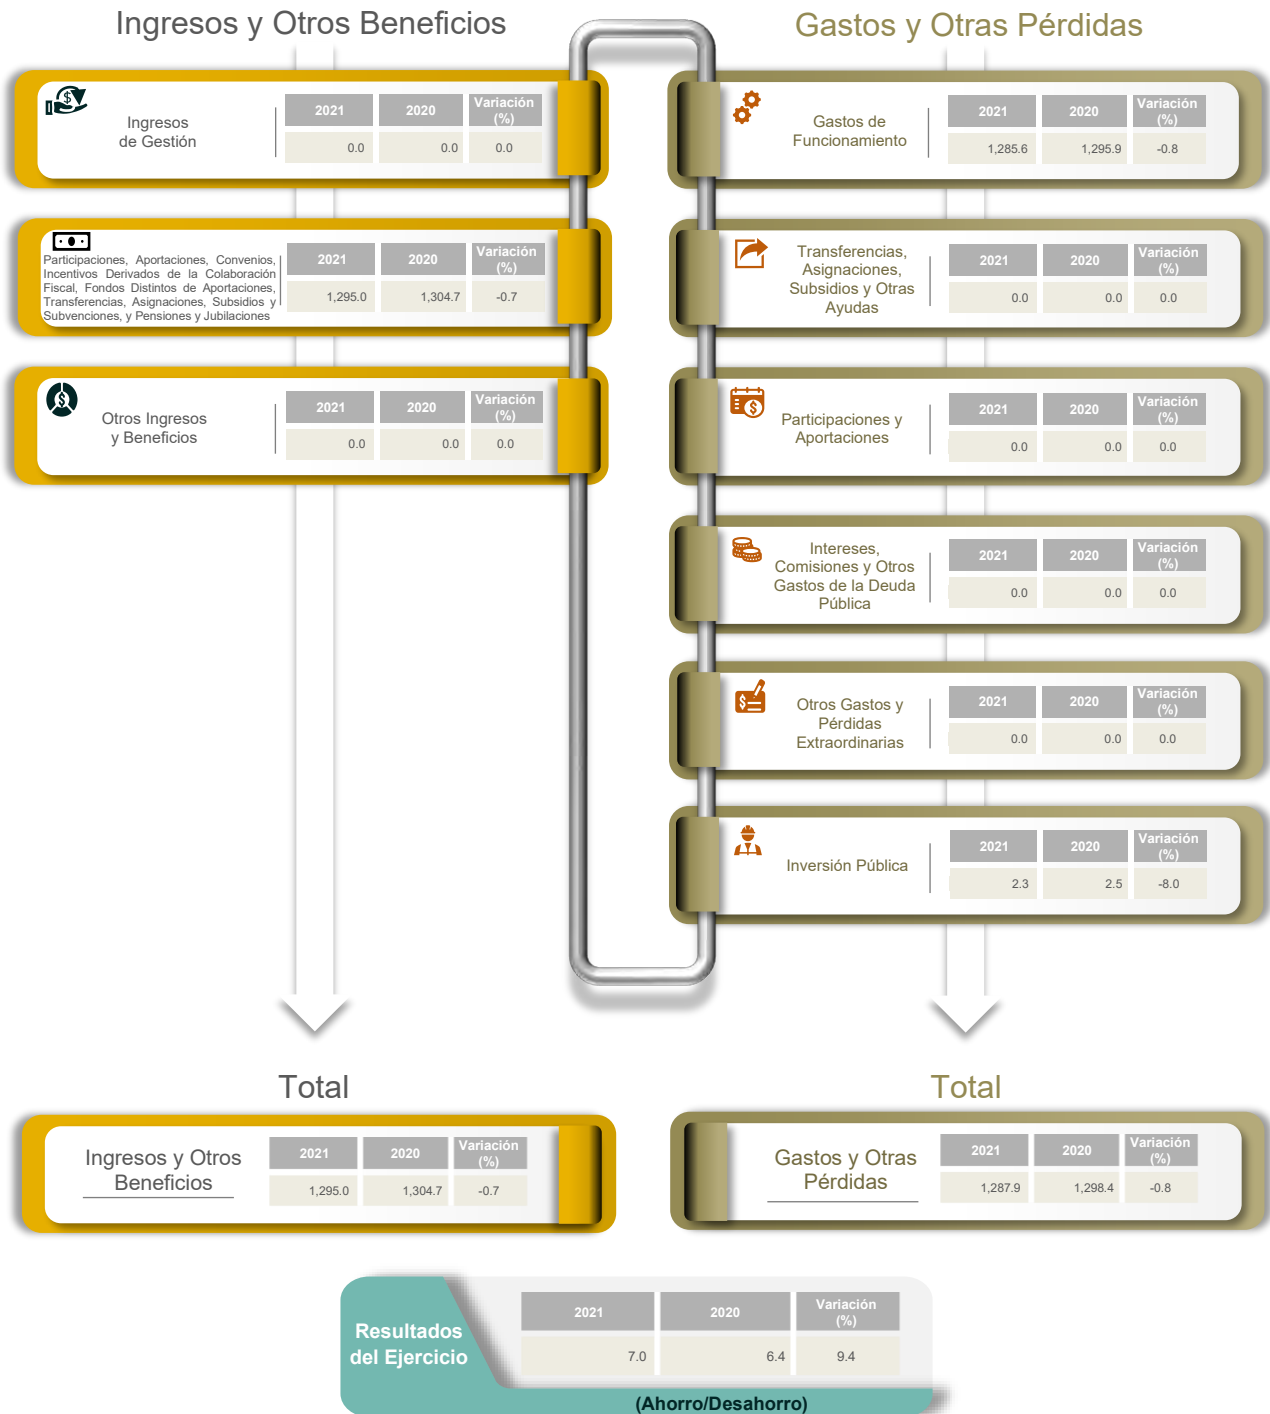 Ingresos y Otros Beneficios
Ingresos
de Gestión
2021 2020 Variación (%)
0.0 0.0 0.0
Participaciones, Aportaciones, Convenios,
Incentivos Derivados de la Colaboración
Fiscal, Fondos Distintos de Aportaciones,
Transferencias, Asignaciones, Subsidios y
Subvenciones, y Pensiones y Jubilaciones
2021 2020 Variación (%)
1,295.0 1,304.7 -0.7
Otros Ingresos
y Beneficios
2021 2020 Variación (%)
0.0 0.0 0.0
Gastos y Otras Pérdidas
Gastos de
Funcionamiento
2021 2020 Variación (%)
1,285.6 1,295.9 -0.8
Transferencias,
Asignaciones,
Subsidios y Otras
Ayudas
2021 2020 Variación (%)
0.0 0.0 0.0
Participaciones y
Aportaciones
2021 2020 Variación (%)
0.0 0.0 0.0
Intereses,
Comisiones y Otros
Gastos de la Deuda
Pública
2021 2020 Variación (%)
0.0 0.0 0.0
Otros Gastos y
Pérdidas
Extraordinarias
2021 2020 Variación (%)
0.0 0.0 0.0
Inversión Pública
2021 2020 Variación (%)
2.3 2.5 -8.0
Total
Ingresos y Otros
Beneficios
2021 2020 Variación (%)
1,295.0 1,304.7 -0.7
Total
Gastos y Otras
Pérdidas
2021 2020 Variación (%)
1,287.9 1,298.4 -0.8
Resultados
del Ejercicio
2021 2020 Variación (%)
7.0 6.4 9.4
(Ahorro/Desahorro)